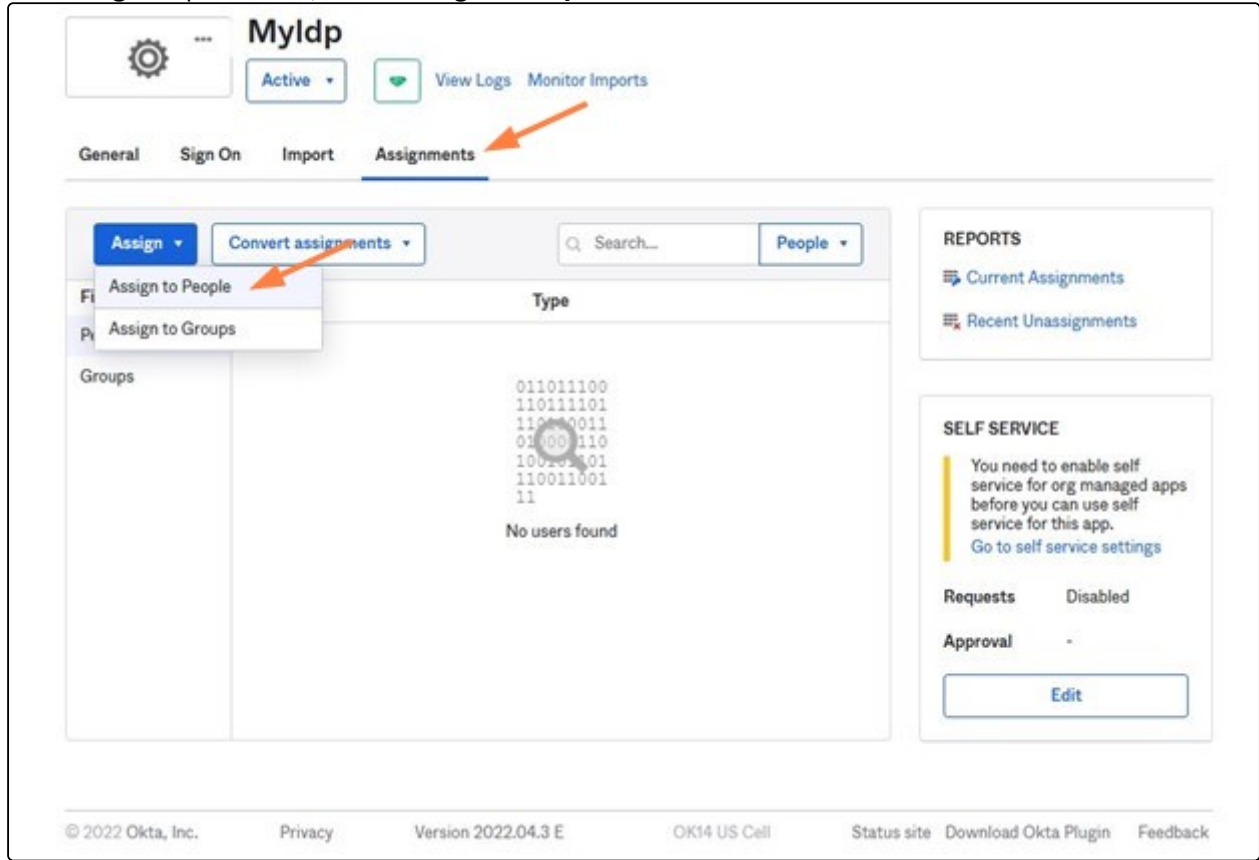 MyIdp
Active
View Logs Monitor Imports
General Sign On Import Assignments
Assign Convert assignments Search... People
Assign to People
Assign to Groups
Fi
Type
Groups
011011100
110111101
110011001
11
No users found
REPORTS
Current Assignments
Recent Unassignments
SELF SERVICE
You need to enable self
service for org managed apps
before you can use self
service for this app.
Go to self service settings
Requests Disabled
Approval -
Edit
© 2022 Okta, Inc. Privacy Version 2022.04.3 E OK14 US Cell Status site Download Okta Plugin Feedback